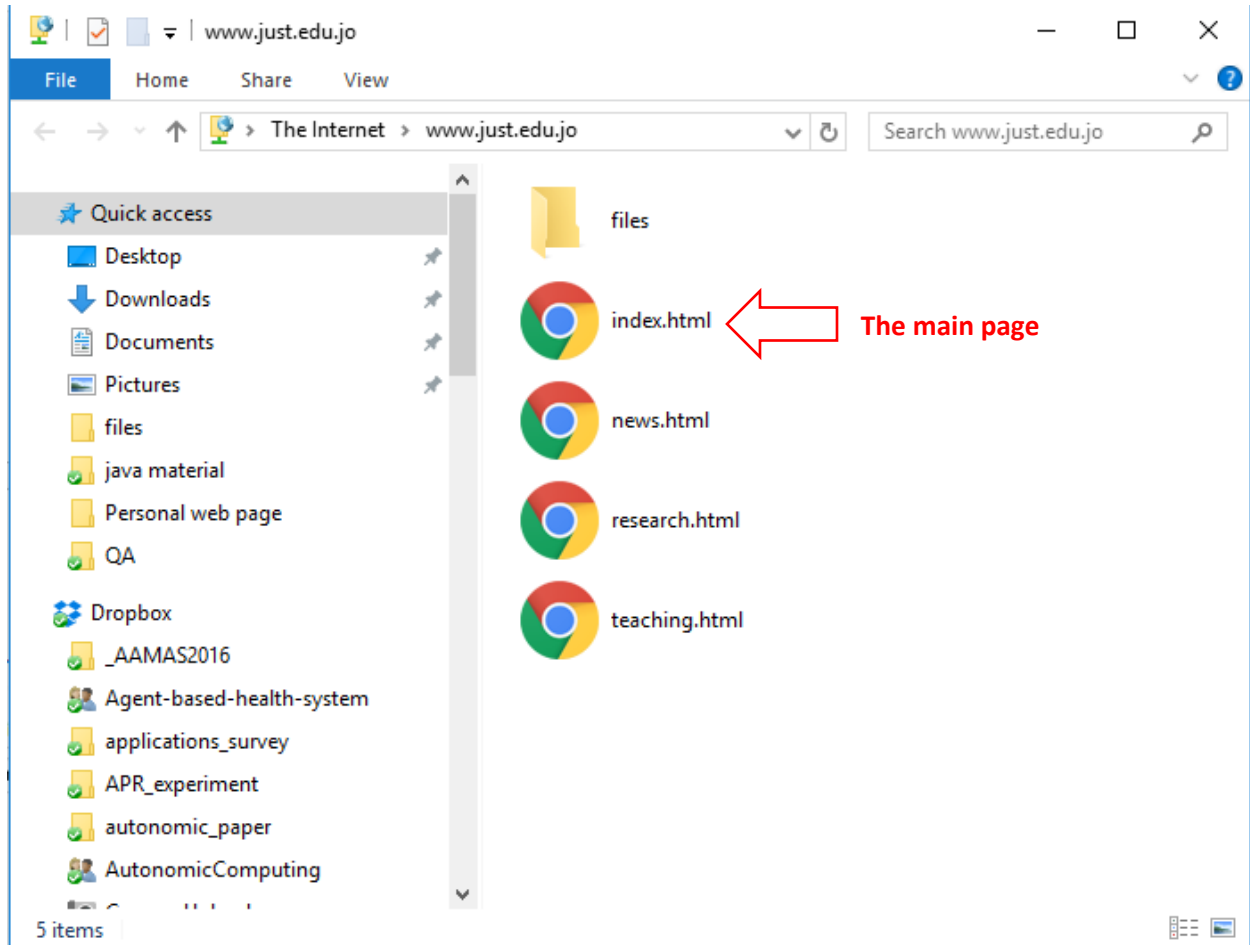 www.just.edu.jo
File Home Share View
The Internet www.just.edu.jo Search www.just.edu.jo
Quick access
Desktop
Downloads
Documents
Pictures
files
java material
Personal web page
QA
Dropbox
_AAMAS2016
Agent-based-health-system
applications_survey
APR_experiment
autonomic_paper
AutonomicComputing
files
index.html
The main page
news.html
research.html
teaching.html
5 items